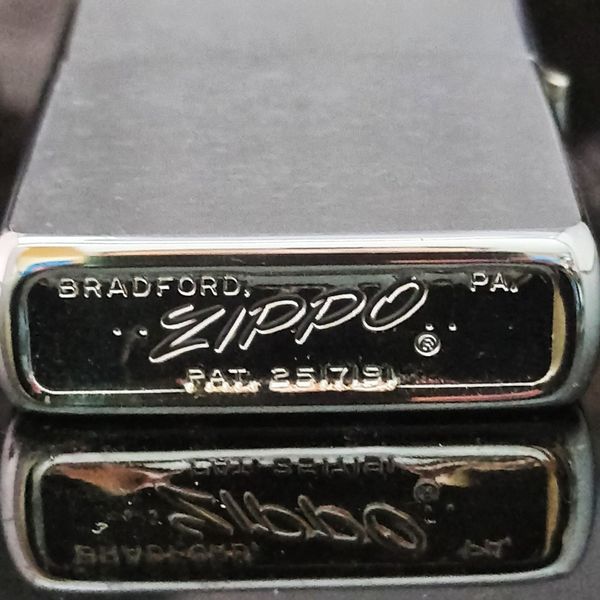 BRADFORD, PA.
.. ZIPPO ® ..
PAT. 2517191